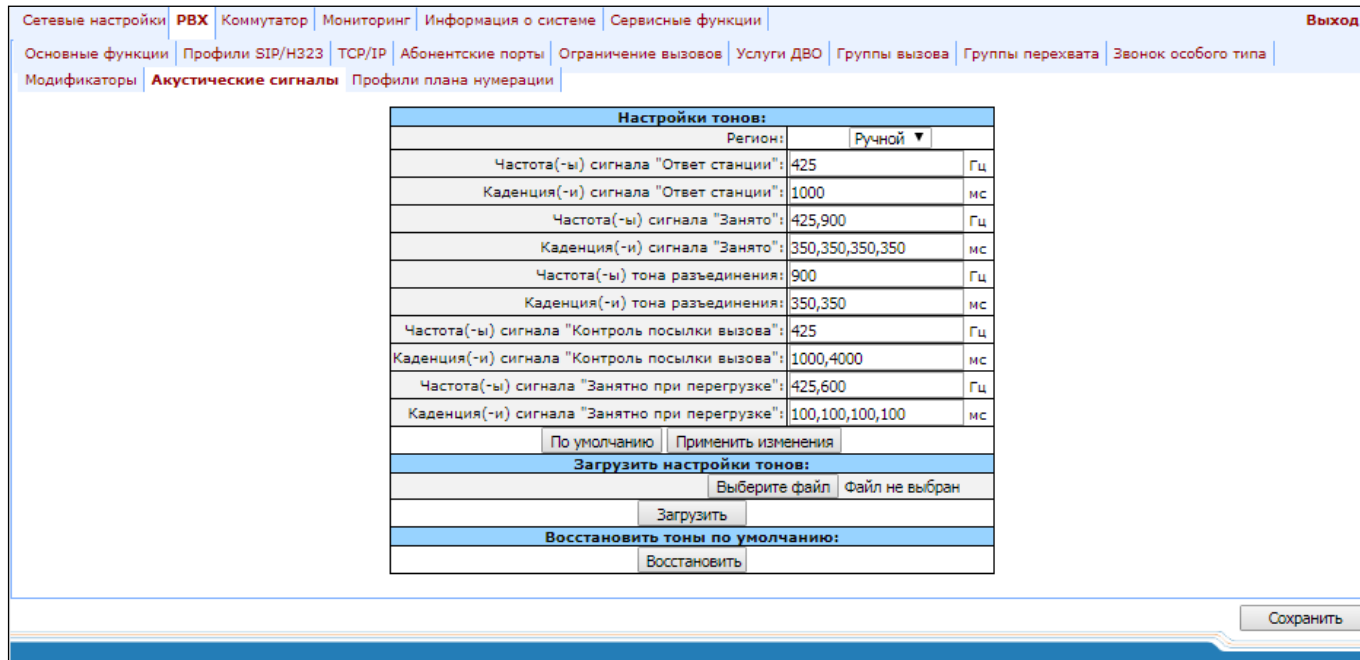 Сетевые настройки PBX Коммутатор Мониторинг Информация о системе Сервисные функции Выход
Основные функции Профили SIP/H323 TCP/IP Абонентские порты Ограничение вызовов Услуги ДВО Группы вызова Группы перехвата Звонок особого типа
Модификаторы Акустические сигналы Профили плана нумерации
Настройки тонов:
Регион: Ручной
Частота(-ы) сигнала "Ответ станции": 425 Гц
Каденция(-и) сигнала "Ответ станции": 1000 мс
Частота(-ы) сигнала "Занято": 425,900 Гц
Каденция(-и) сигнала "Занято": 350,350,350,350 мс
Частота(-ы) тона разъединения: 900 Гц
Каденция(-и) тона разъединения: 350,350 мс
Частота(-ы) сигнала "Контроль посылки вызова": 425 Гц
Каденция(-и) сигнала "Контроль посылки вызова": 1000,4000 мс
Частота(-ы) сигнала "Занятно при перегрузке": 425,600 Гц
Каденция(-и) сигнала "Занятно при перегрузке": 100,100,100,100 мс
По умолчанию Применить изменения
Загрузить настройки тонов:
Выберите файл Файл не выбран
Загрузить
Восстановить тоны по умолчанию:
Восстановить
Сохранить